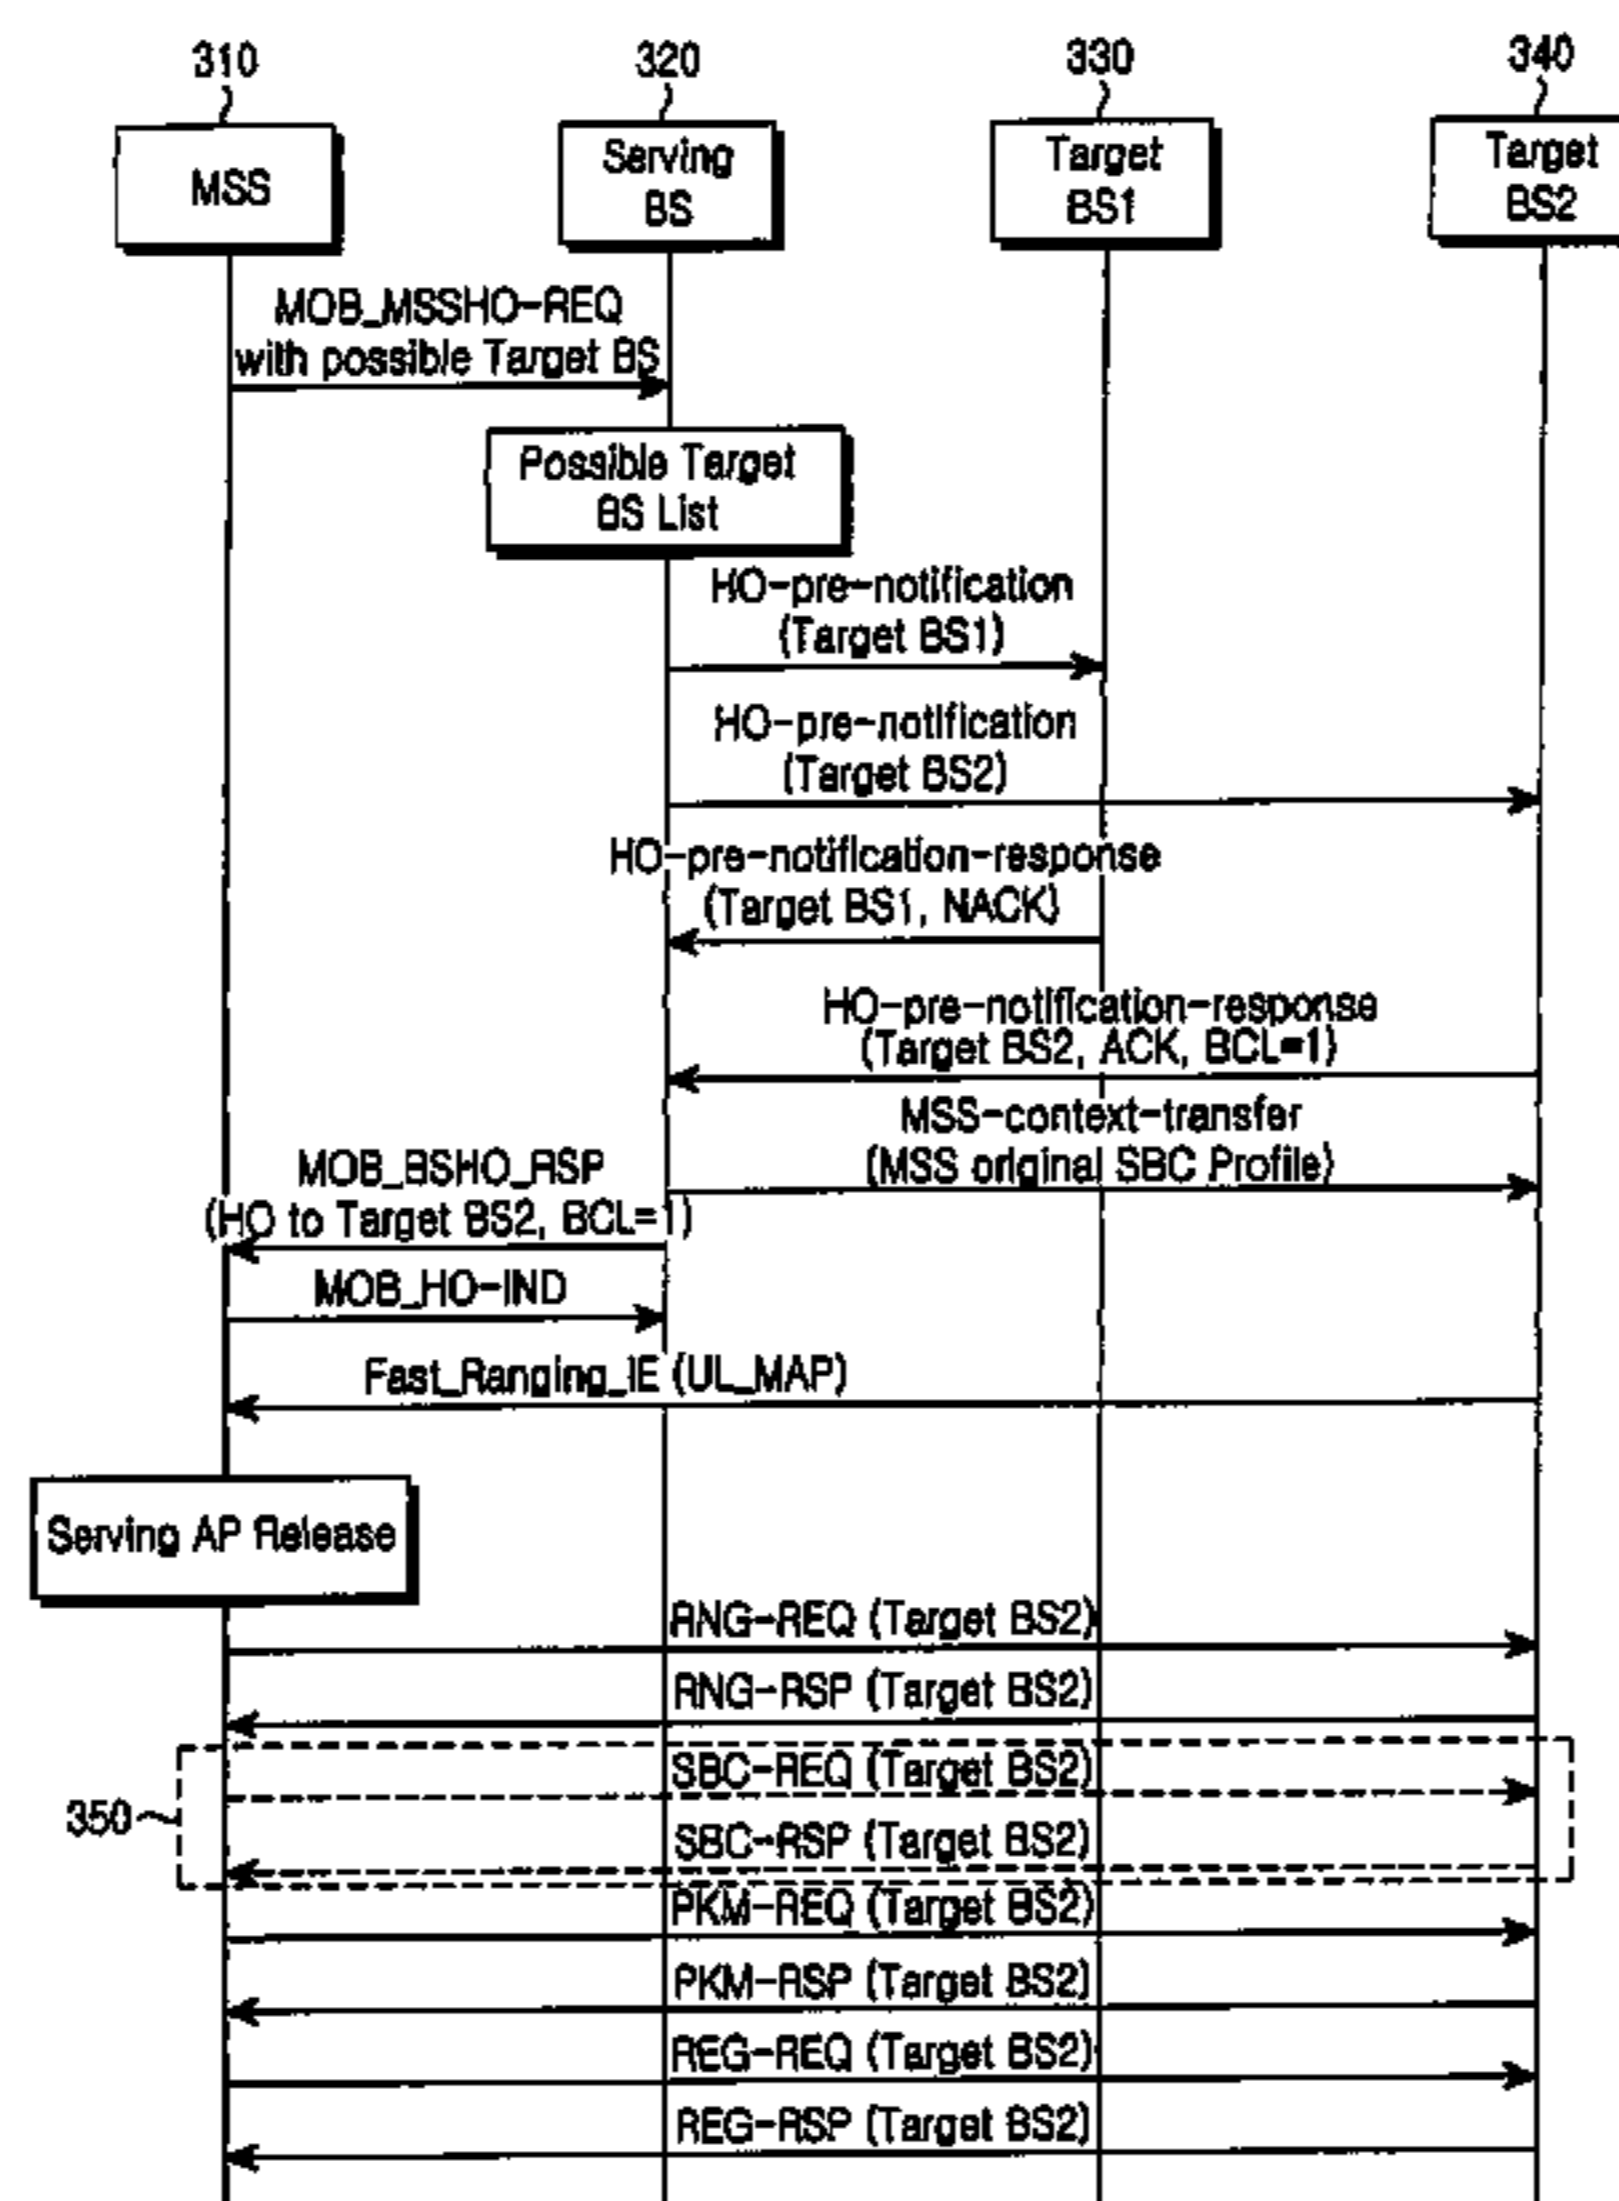 310
320
330
340
MSS
Serving
BS
Target
BS1
Target
BS2
MOB_MSSHO-REQ
with possible Target BS
Possible Target
BS List
HO-pre-notification
(Target BS1)
HO-pre-notification
(Target BS2)
HO-pre-notification-response
(Target BS1, NACK)
HO-pre-notification-response
(Target BS2, ACK, BCL=1)
MSS-context-transfer
(MSS original SBC Profile)
MOB_BSHO_RSP
(HO to Target BS2, BCL=1)
MOB_HO-IND
Fast_Ranging_IE (UL_MAP)
Serving AP Release
RNG-REQ (Target BS2)
RNG-RSP (Target BS2)
SBC-REQ (Target BS2)
350
SBC-RSP (Target BS2)
PKM-REQ (Target BS2)
PKM-RSP (Target BS2)
REG-REQ (Target BS2)
REG-RSP (Target BS2)